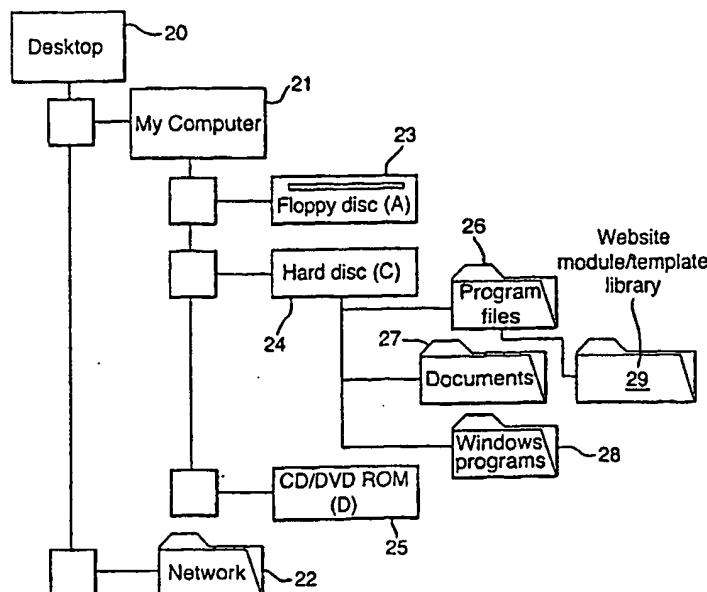 20
Desktop
21
My Computer
23
Floppy disc (A)
26
Website
module/template
library
Hard disc (C)
24
Program
files
27
Documents
29
Windows
programs
28
CD/DVD ROM
(D)
25
Network
22